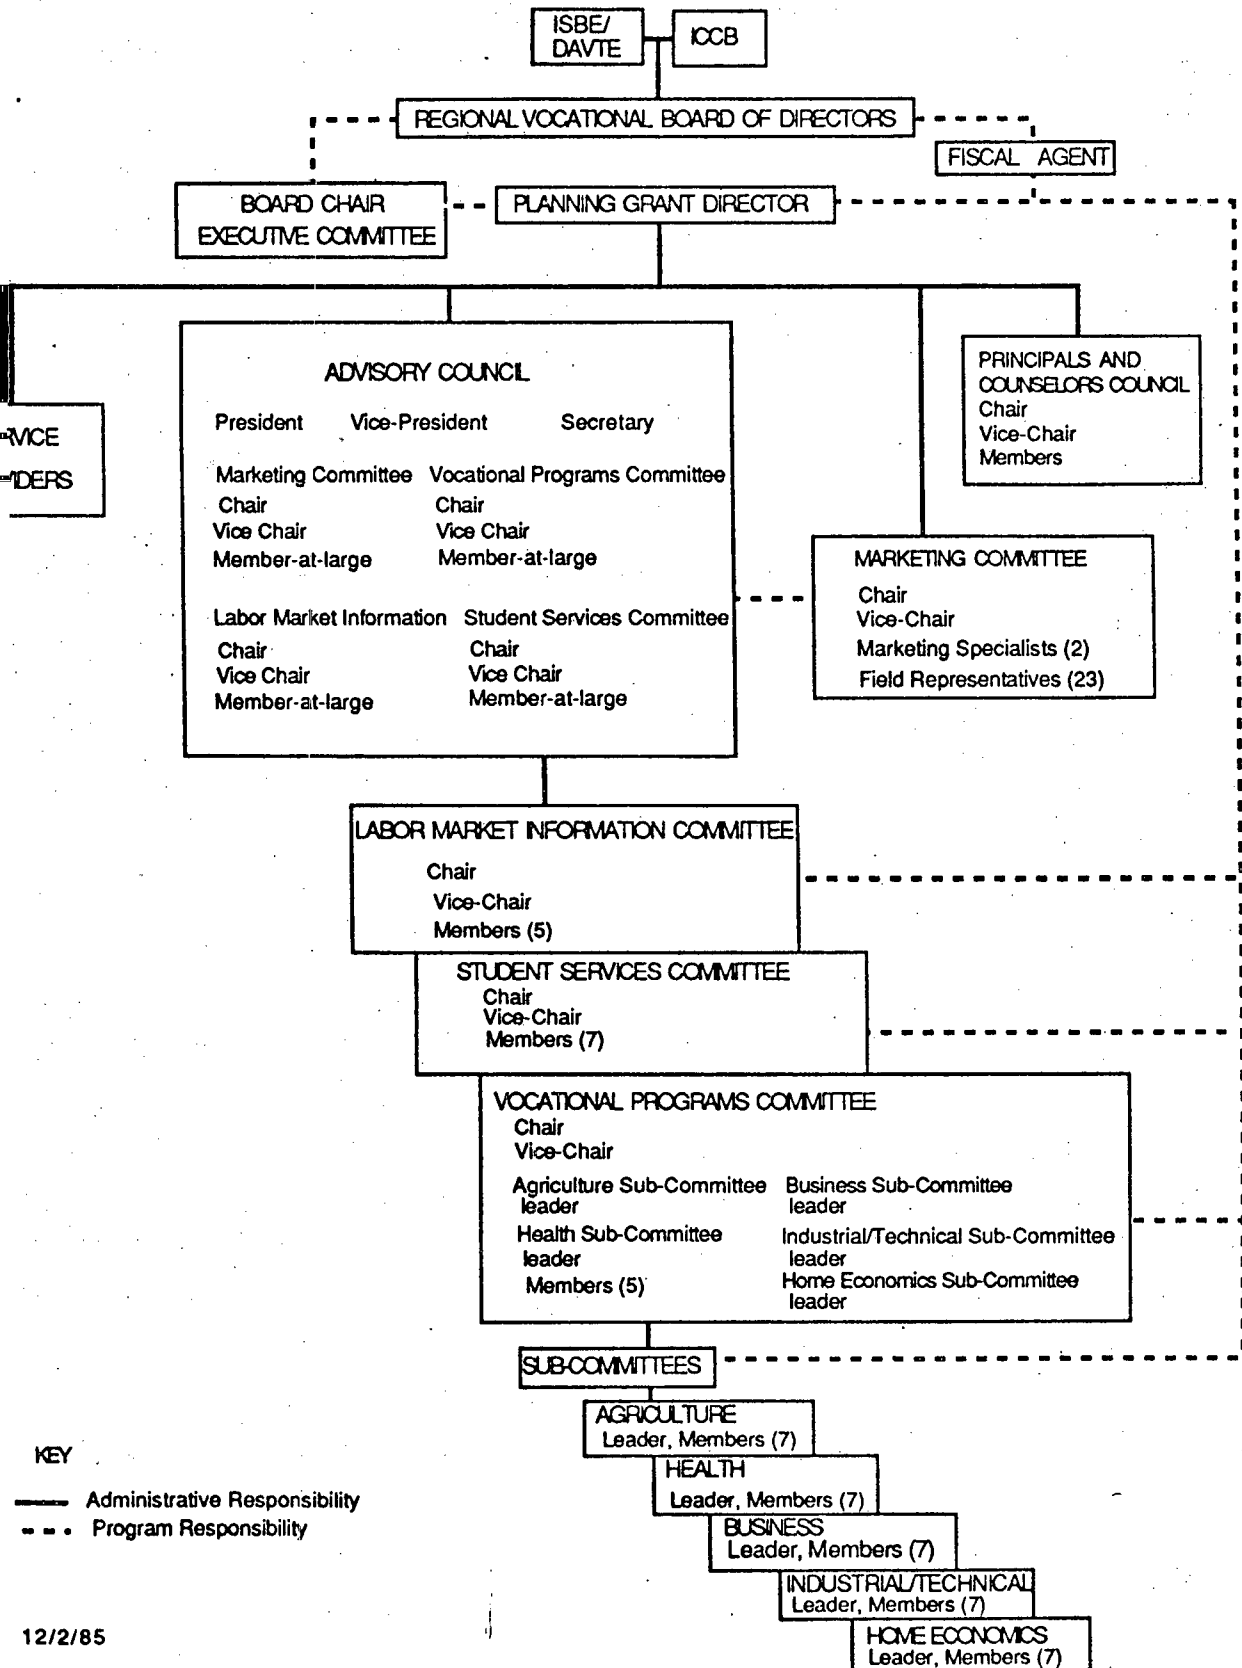 ISBE/
DAVTE
ICCB
REGIONAL VOCATIONAL BOARD OF DIRECTORS
FISCAL AGENT
BOARD CHAIR
EXECUTIVE COMMITTEE
PLANNING GRANT DIRECTOR
ADVISORY COUNCIL
President Vice-President Secretary
Marketing Committee Vocational Programs Committee
Chair Chair
Vice Chair Vice Chair
Member-at-large Member-at-large
Labor Market Information Student Services Committee
Chair Chair
Vice Chair Vice Chair
Member-at-large Member-at-large
PRINCIPALS AND
COUNSELORS COUNCIL
Chair
Vice-Chair
Members
MARKETING COMMITTEE
Chair
Vice-Chair
Marketing Specialists (2)
Field Representatives (23)
LABOR MARKET INFORMATION COMMITTEE
Chair
Vice-Chair
Members (5)
STUDENT SERVICES COMMITTEE
Chair
Vice-Chair
Members (7)
VOCATIONAL PROGRAMS COMMITTEE
Chair
Vice-Chair
Agriculture Sub-Committee Business Sub-Committee
leader leader
Health Sub-Committee Industrial/Technical Sub-Committee
leader leader
Members (5) Home Economics Sub-Committee
leader
SUB-COMMITTEES
AGRICULTURE
Leader, Members (7)
HEALTH
Leader, Members (7)
BUSINESS
Leader, Members (7)
INDUSTRIAL/TECHNICAL
Leader, Members (7)
HOME ECONOMICS
Leader, Members (7)
KEY
Administrative Responsibility
Program Responsibility
12/2/85